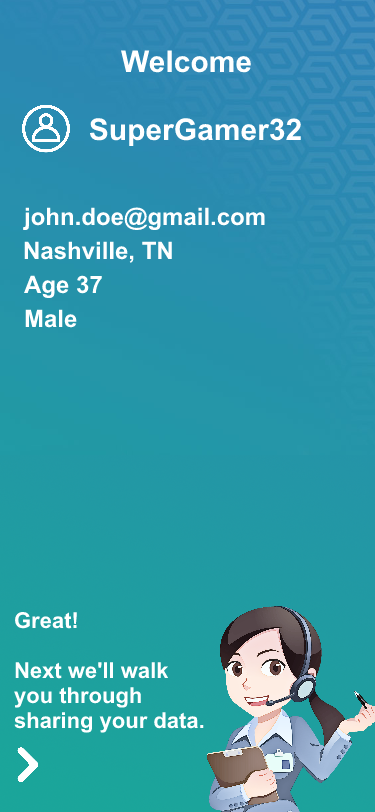 Welcome
SuperGamer32
john.doe@gmail.com
Nashville, TN
Age 37
Male
Great!
Next we'll walk
you through
sharing your data.